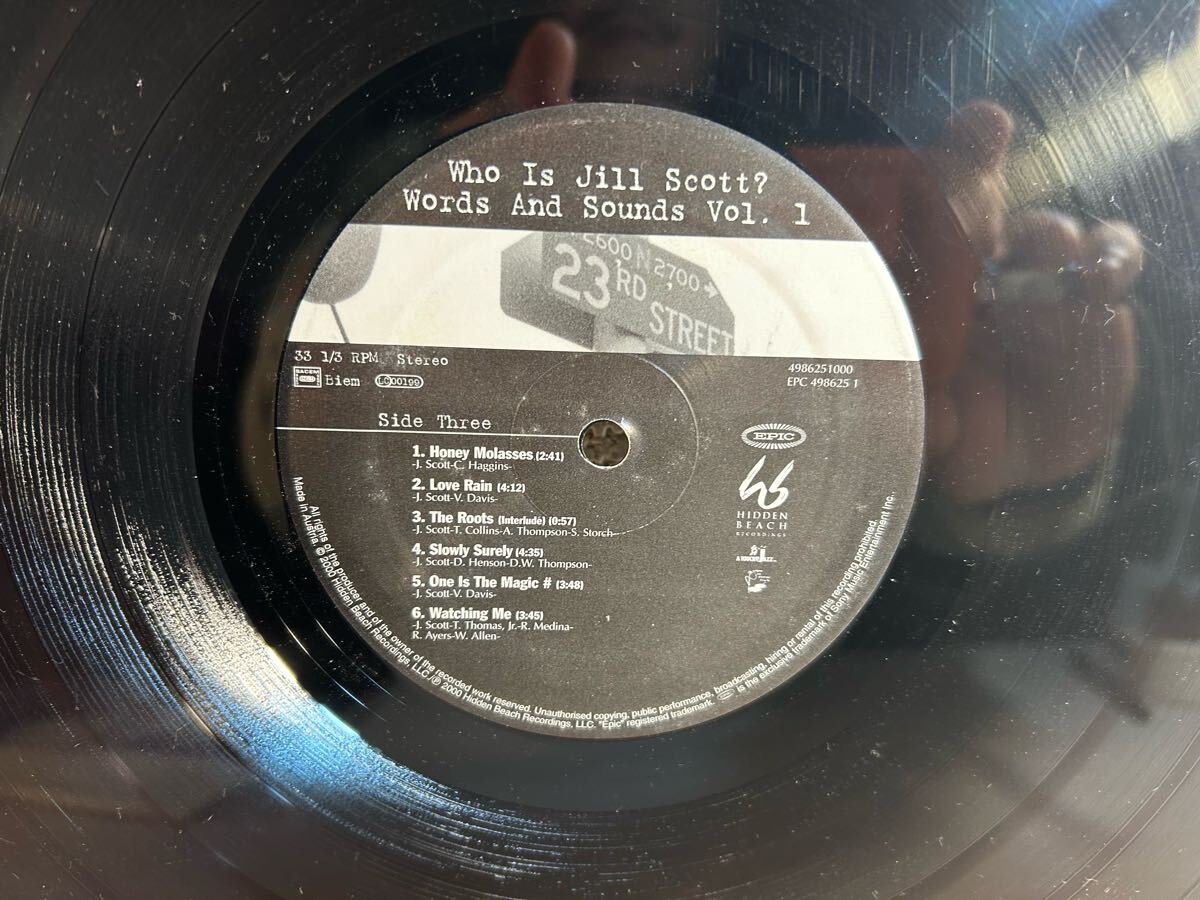 Who Is Jill Scott?
Words And Sounds Vol. 1
2600 N 2700 →
23RD STREET
33 1/3 RPM Stereo
SACEM
Biem LC00199
4986251000
EPC 498625 1
Side Three
1. Honey Molasses (2:41)
-J. Scott-C. Haggins-
2. Love Rain (4:12)
-J. Scott-V. Davis-
3. The Roots (Interlude) (0:57)
-J. Scott-T. Collins-A. Thompson-S. Storch-
4. Slowly Surely (4:35)
-J. Scott-D. Henson-D.W. Thompson-
5. One Is The Magic # (3:48)
-J. Scott-V. Davis-
6. Watching Me (3:45)
-J. Scott-T. Thomas, Jr.-R. Medina-
R. Ayers-W. Allen-
EPIC
HIDDEN
BEACH
RECORDINGS
All rights of the producer and of the owner of the recorded work reserved. Unauthorised copying, public performance, broadcasting, hiring or rental of this recording prohibited.
Made in Austria. © 2000 Hidden Beach Recordings, LLC./℗ 2000 Hidden Beach Recordings, LLC. "Epic" registered trademark. is the exclusive trademark of Sony Music Entertainment Inc.